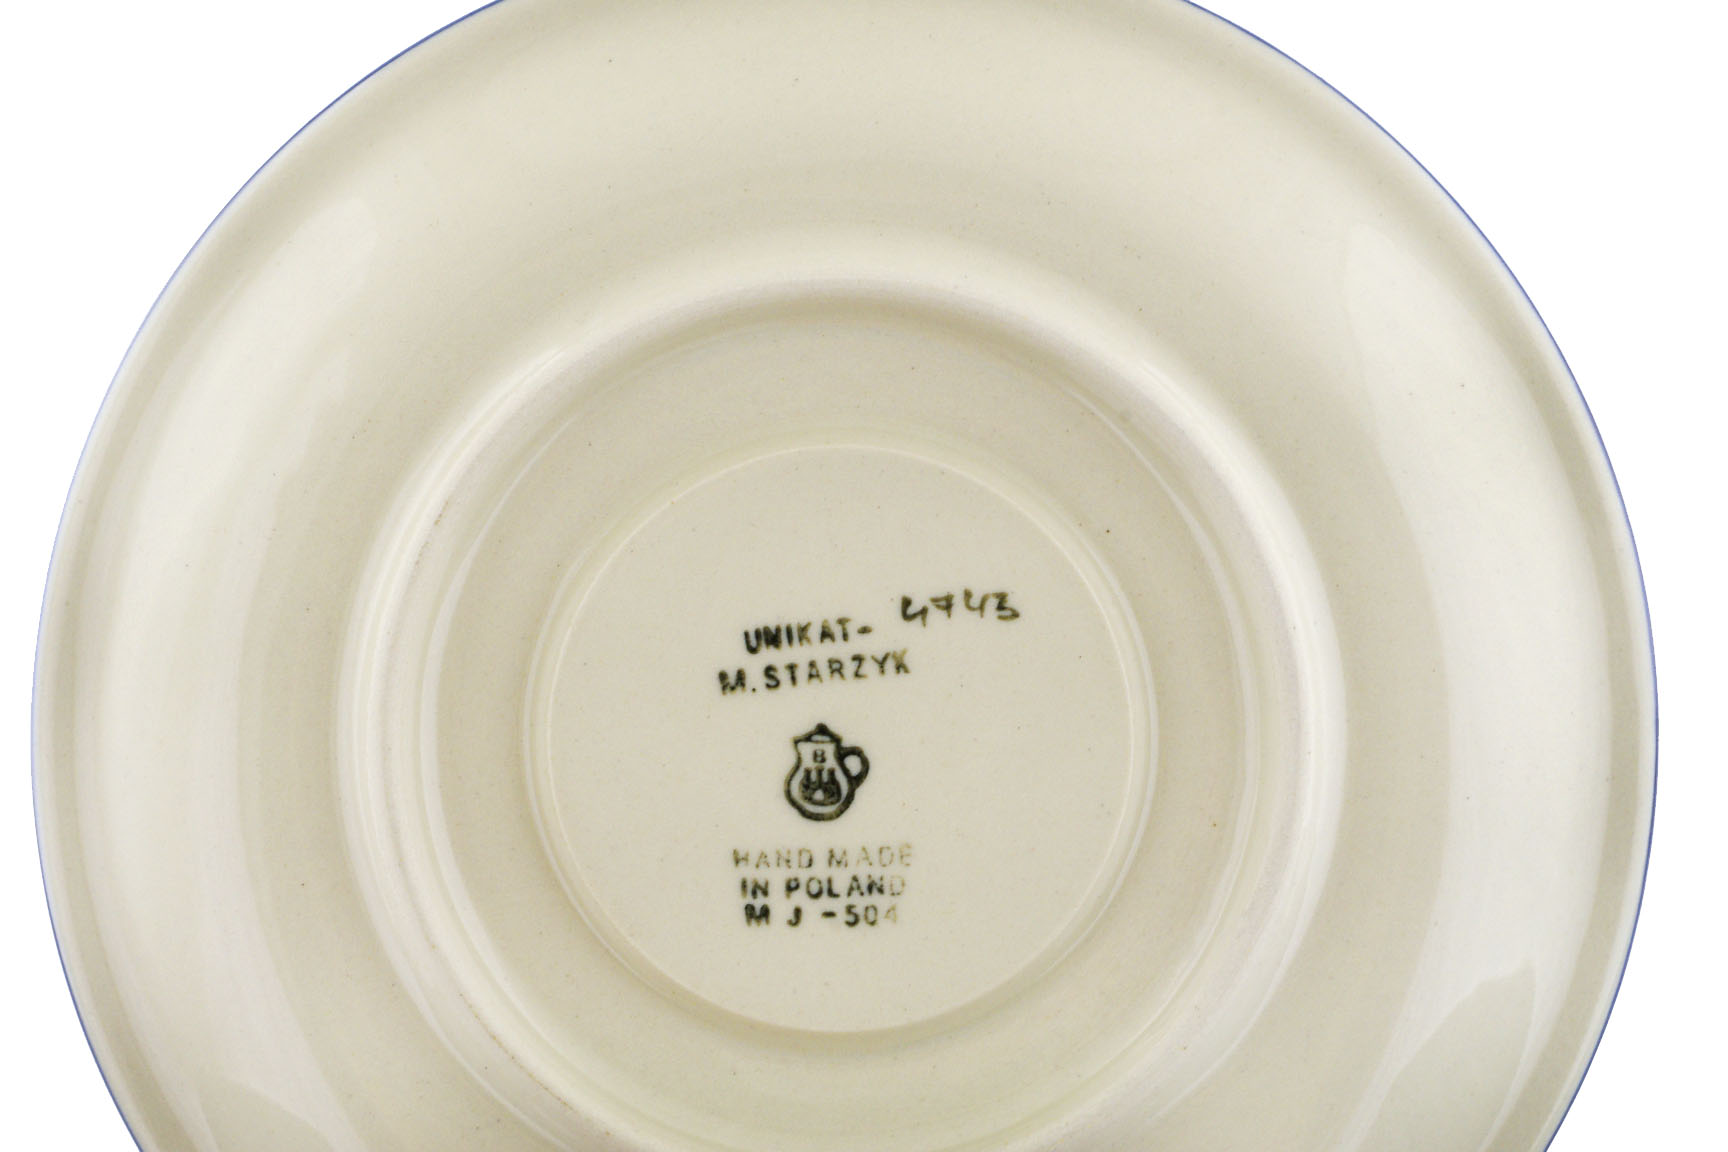 UNIKAT- 4743
M. STARZYK
B
HAND MADE
IN POLAND
M J -504